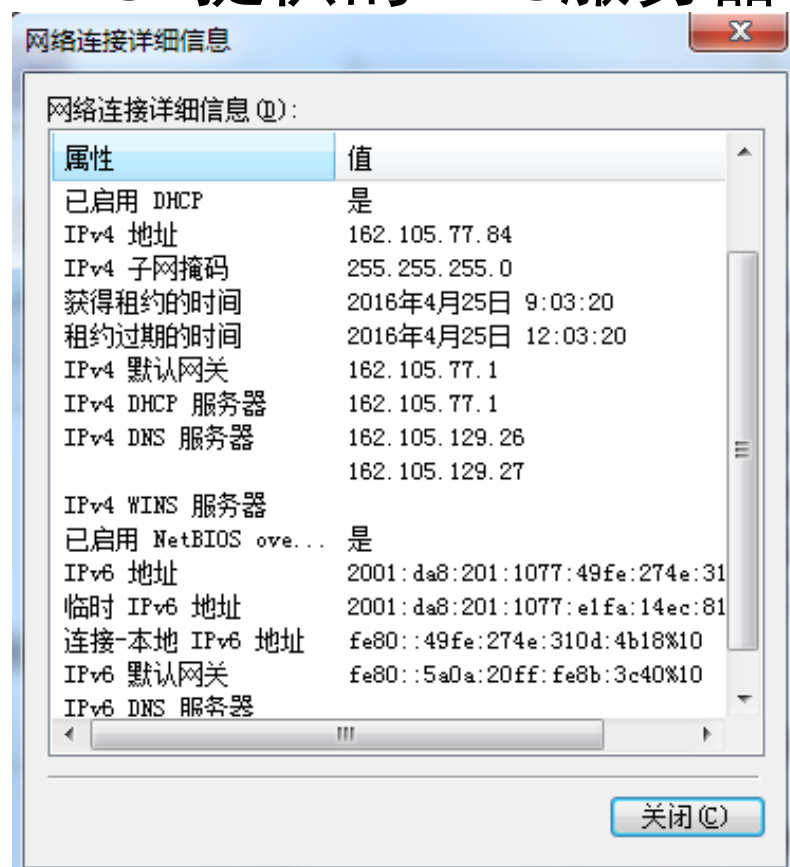 网络连接详细信息
网络连接详细信息(D):
属性 值
已启用 DHCP 是
IPv4 地址 162.105.77.84
IPv4 子网掩码 255.255.255.0
获得租约的时间 2016年4月25日 9:03:20
租约过期的时间 2016年4月25日 12:03:20
IPv4 默认网关 162.105.77.1
IPv4 DHCP 服务器 162.105.77.1
IPv4 DNS 服务器 162.105.129.26
162.105.129.27
IPv4 WINS 服务器
已启用 NetBIOS ove... 是
IPv6 地址 2001:da8:201:1077:49fe:274e:31
临时 IPv6 地址 2001:da8:201:1077:e1fa:14ec:81
连接-本地 IPv6 地址 fe80::49fe:274e:310d:4b18%10
IPv6 默认网关 fe80::5a0a:20ff:fe8b:3c40%10
IPv6 DNS 服务器
关闭(C)